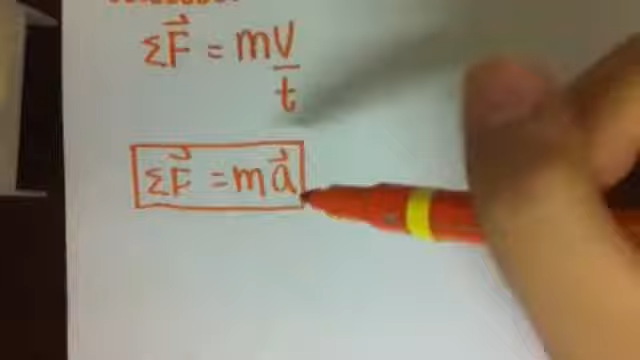 ΣF⃗ = mV/t
ΣF⃗ = ma⃗